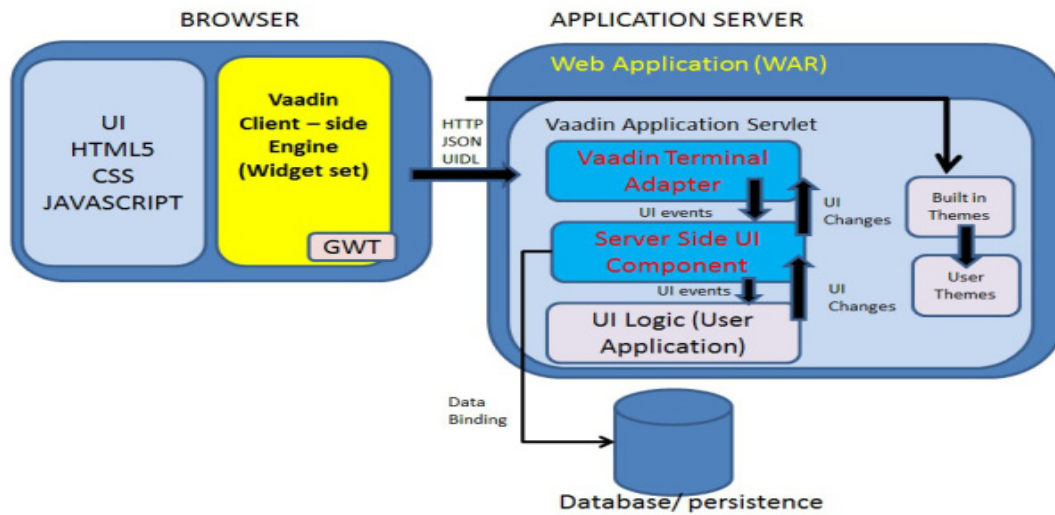 BROWSER
APPLICATION SERVER
UI
HTML5
CSS
JAVASCRIPT
Vaadin
Client – side
Engine
(Widget set)
GWT
HTTP
JSON
UIDL
Web Application (WAR)
Vaadin Application Servlet
Vaadin Terminal
Adapter
UI events
UI
Changes
Server Side UI
Component
UI events
UI
Changes
UI Logic (User
Application)
Built in
Themes
User
Themes
Data
Binding
Database/ persistence